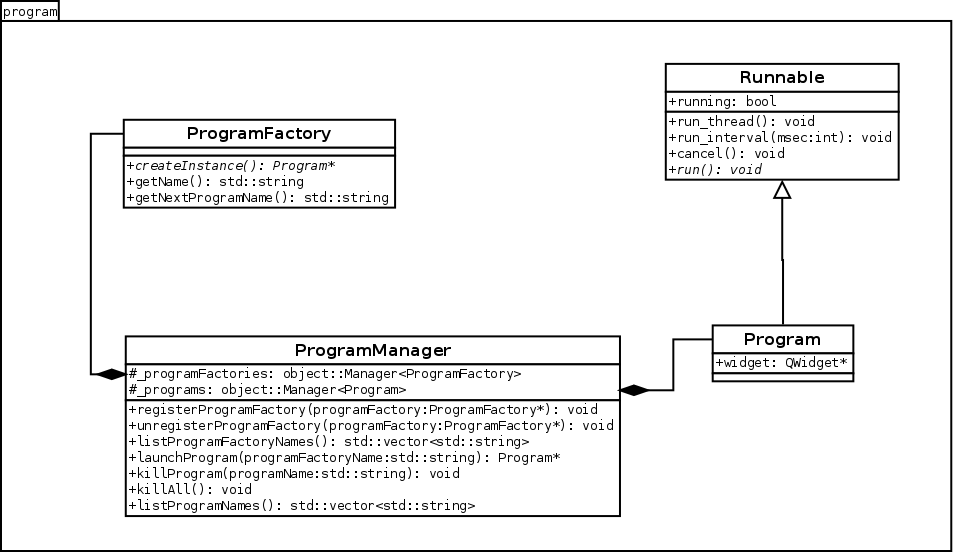 program
Runnable
+running: bool
+run_thread(): void
+run_interval(msec:int): void
+cancel(): void
+run(): void
ProgramFactory
+createInstance(): Program*
+getName(): std::string
+getNextProgramName(): std::string
Program
+widget: QWidget*
ProgramManager
#_programFactories: object::Manager<ProgramFactory>
#_programs: object::Manager<Program>
+registerProgramFactory(programFactory:ProgramFactory*): void
+unregisterProgramFactory(programFactory:ProgramFactory*): void
+listProgramFactoryNames(): std::vector<std::string>
+launchProgram(programFactoryName:std::string): Program*
+killProgram(programName:std::string): void
+killAll(): void
+listProgramNames(): std::vector<std::string>